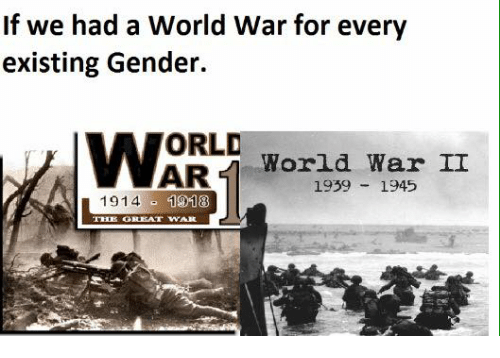 If we had a World War for every
existing Gender.
WORLD
WAR 1
1914 - 1918
THE GREAT WAR
World War II
1939 - 1945